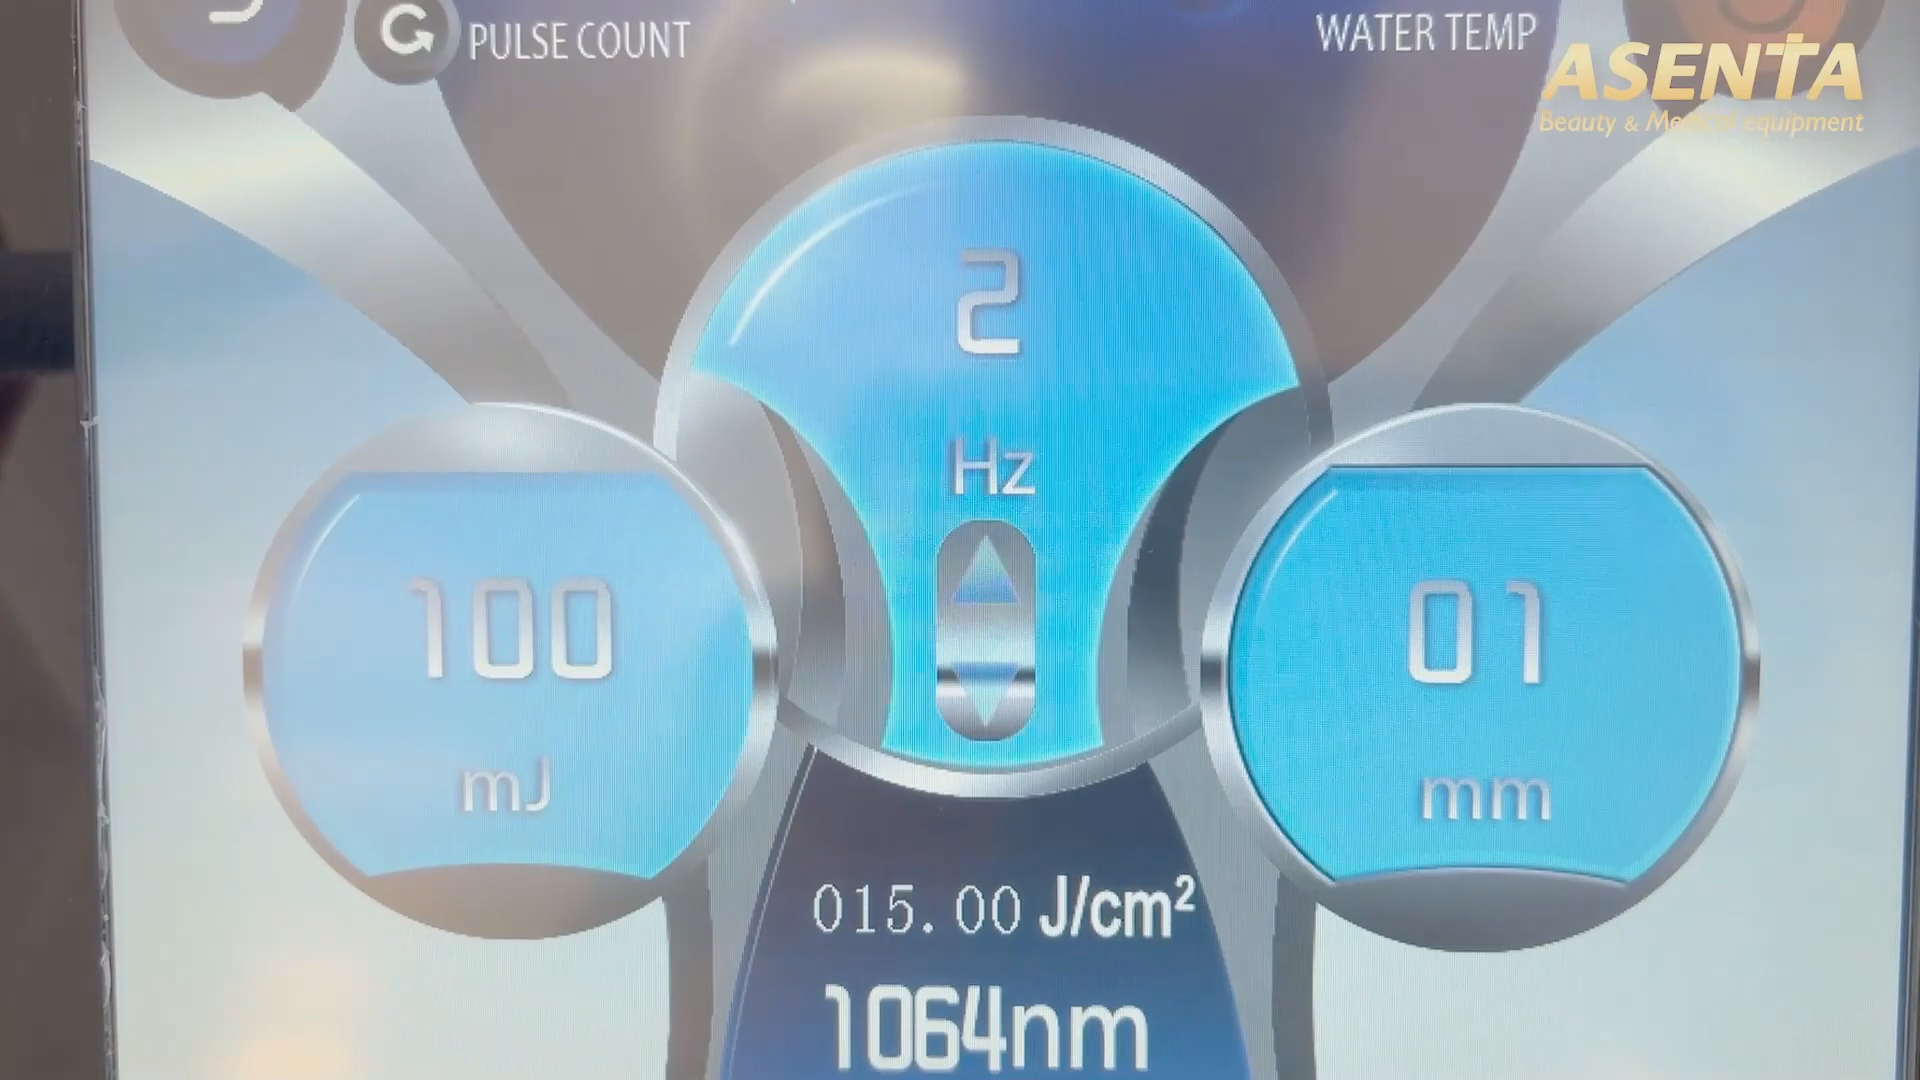 PULSE COUNT
WATER TEMP
ASENTA
Beauty & Medical equipment
2
Hz
100
mJ
01
mm
015.00 J/cm²
1064nm